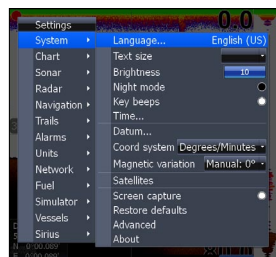 0.0
Settings
System
Chart
Sonar
Radar
Navigation
Trails
Alarms
Units
Network
Fuel
Simulator
Vessels
Sirius
Language... English (US)
Text size
Brightness 10
Night mode
Key beeps
Time...
Datum...
Coord system Degrees/Minutes
Magnetic variation Manual: 0°
Satellites
Screen capture
Restore defaults
Advanced
About